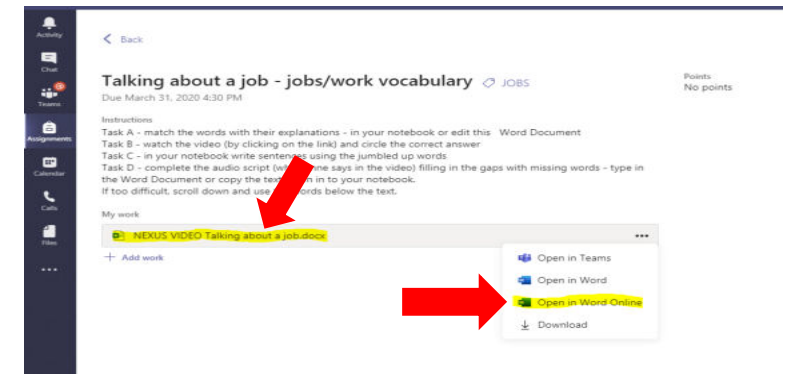 Activity
Chat
Teams
Assignments
Calendar
Calls
Files
Back
Talking about a job - jobs/work vocabulary JOBS
Due March 31, 2020 4:30 PM
Points
No points
Instructions
Task A - match the words with their explanations - in your notebook or edit this Word Document
Task B - watch the video (by clicking on the link) and circle the correct answer
Task C - in your notebook write sentences using the jumbled up words
Task D - complete the audio script (wh ne says in the video) filling in the gaps with missing words - type in
the Word Document or copy the text in to your notebook.
If too difficult, scroll down and use ords below the text.
My work
NEXUS VIDEO Talking about a job.docx
+ Add work
Open in Teams
Open in Word
Open in Word Online
Download